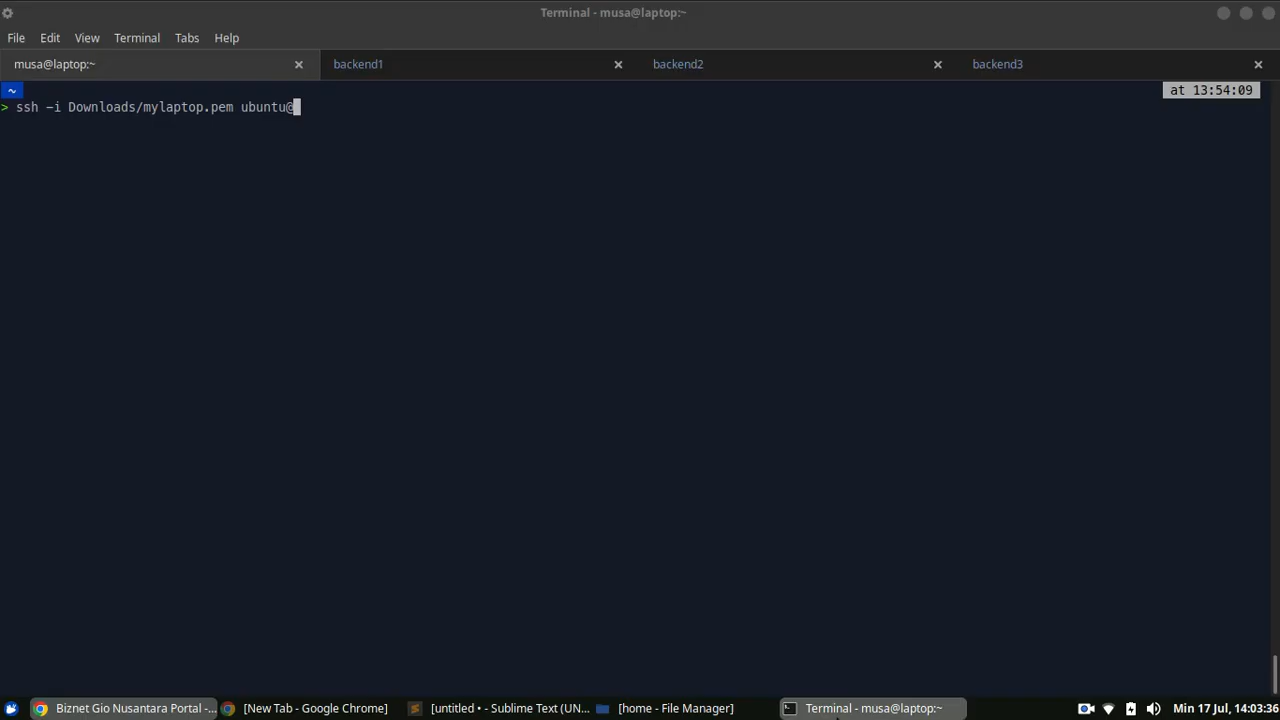 Terminal - musa@laptop:~
File Edit View Terminal Tabs Help
musa@laptop:~ backend1 backend2 backend3
~ at 13:54:09
> ssh -i Downloads/mylaptop.pem ubuntu@
Biznet Gio Nusantara Portal -... [New Tab - Google Chrome] [untitled • - Sublime Text (UN... [home - File Manager] Terminal - musa@laptop:~ Min 17 Jul, 14:03:36